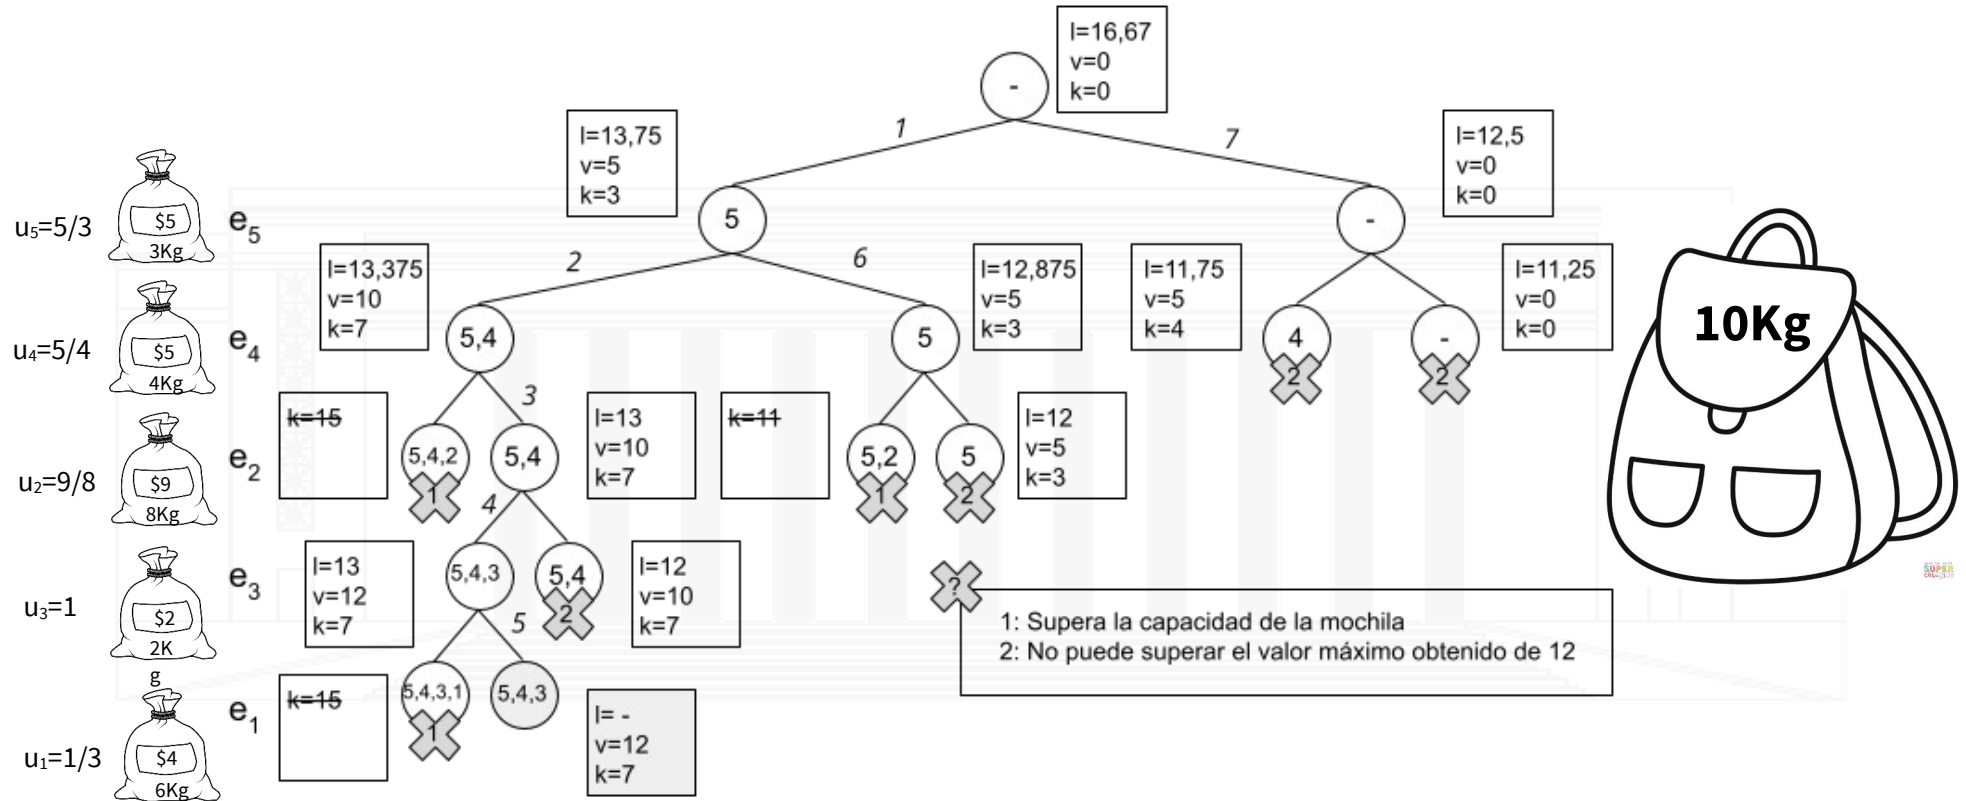 l=16,67
v=0
k=0
-
1
7
l=13,75
v=5
k=3
l=12,5
v=0
k=0
u₅=5/3
$5
3Kg
e₅
5
-
2
6
l=13,375
v=10
k=7
l=12,875
v=5
k=3
l=11,75
v=5
k=4
l=11,25
v=0
k=0
u₄=5/4
$5
4Kg
e₄
5,4
5
4
2
-
2
10Kg
3
k=15
l=13
v=10
k=7
k=11
l=12
v=5
k=3
u₂=9/8
$9
8Kg
e₂
5,4,2
1
5,4
5,2
1
5
2
4
l=13
v=12
k=7
l=12
v=10
k=7
u₃=1
$2
2K
g
e₃
5,4,3
5,4
2
5
?
1: Supera la capacidad de la mochila
2: No puede superar el valor máximo obtenido de 12
k=15
l= -
v=12
k=7
u₁=1/3
$4
6Kg
e₁
5,4,3,1
1
5,4,3
SUPER